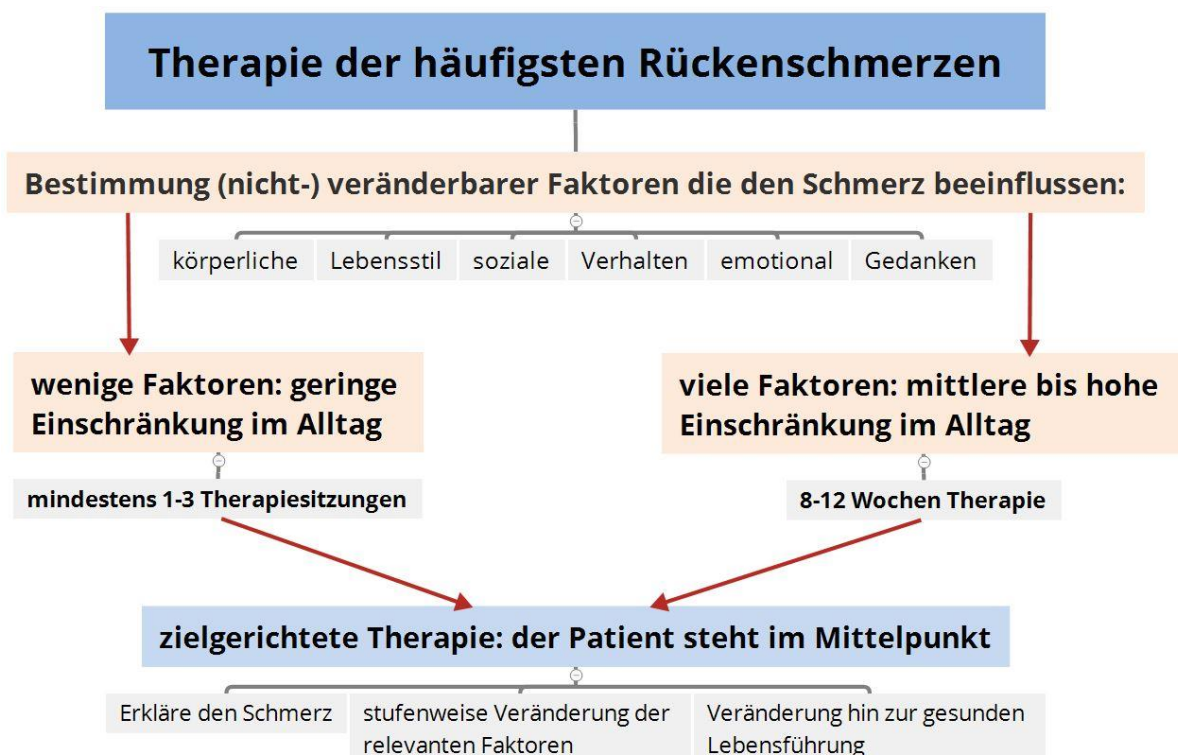 Therapie der häufigsten Rückenschmerzen
Bestimmung (nicht-) veränderbarer Faktoren die den Schmerz beeinflussen:
körperliche
Lebensstil
soziale
Verhalten
emotional
Gedanken
wenige Faktoren: geringe
Einschränkung im Alltag
mindestens 1-3 Therapiesitzungen
viele Faktoren: mittlere bis hohe
Einschränkung im Alltag
8-12 Wochen Therapie
zielgerichtete Therapie: der Patient steht im Mittelpunkt
Erkläre den Schmerz
stufenweise Veränderung der
relevanten Faktoren
Veränderung hin zur gesunden
Lebensführung